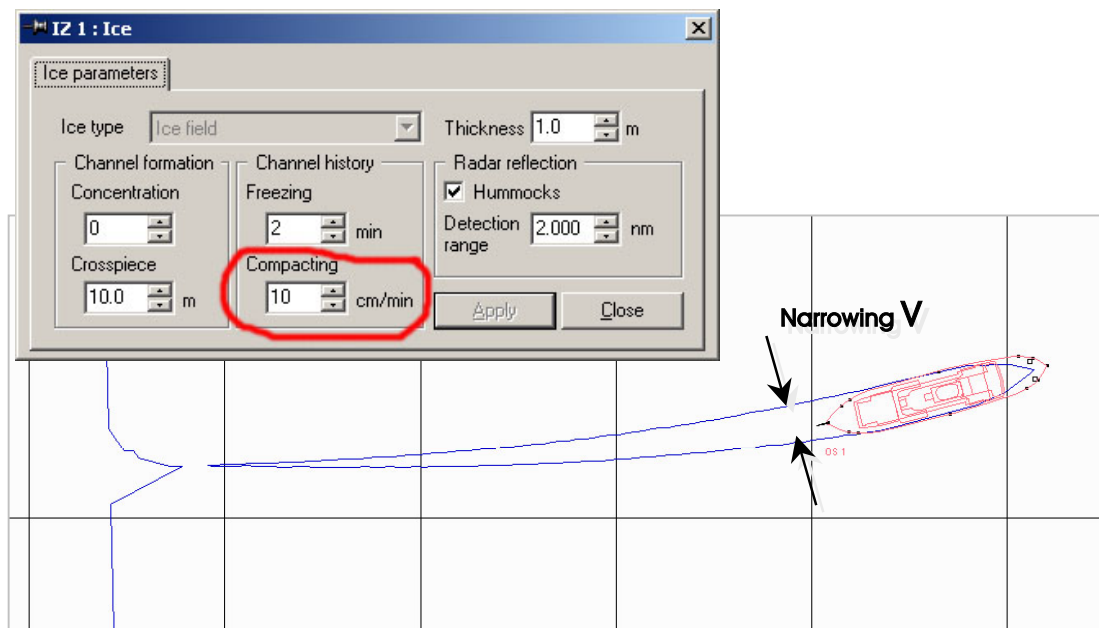 IZ 1 : Ice
Ice parameters
Ice type Ice field Thickness 1.0 m
Channel formation Channel history Radar reflection
Concentration Freezing Hummocks
0 2 min Detection range 2.000 nm
Crosspiece Compacting
10.0 m 10 cm/min Apply Close
Narrowing V
OS 1